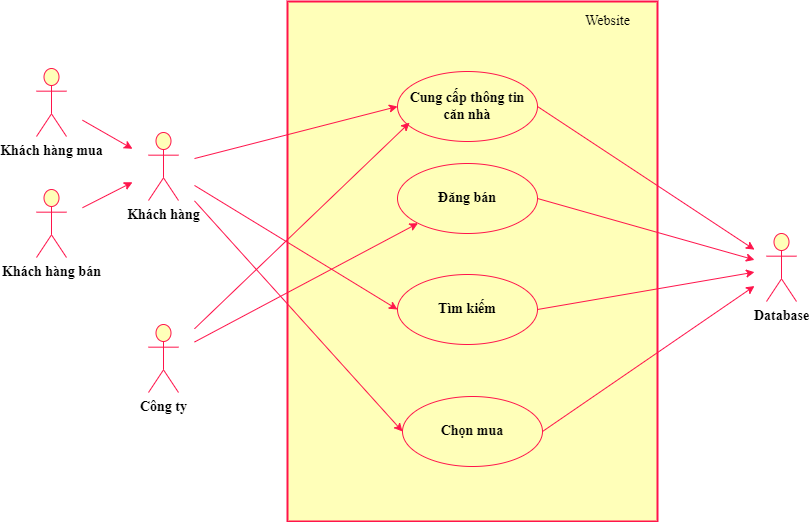 Website
Cung cấp thông tin
căn nhà
Khách hàng mua
Khách hàng
Đăng bán
Khách hàng bán
Tìm kiếm
Database
Công ty
Chọn mua